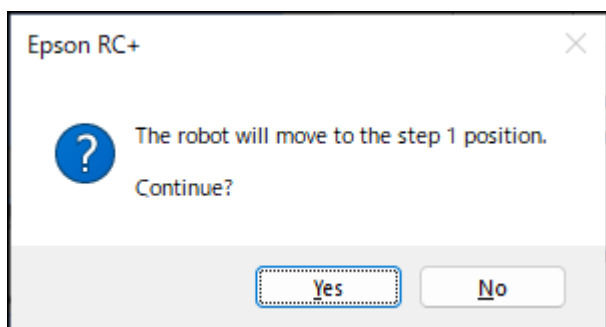 Epson RC+
The robot will move to the step 1 position.
Continue?
Yes
No